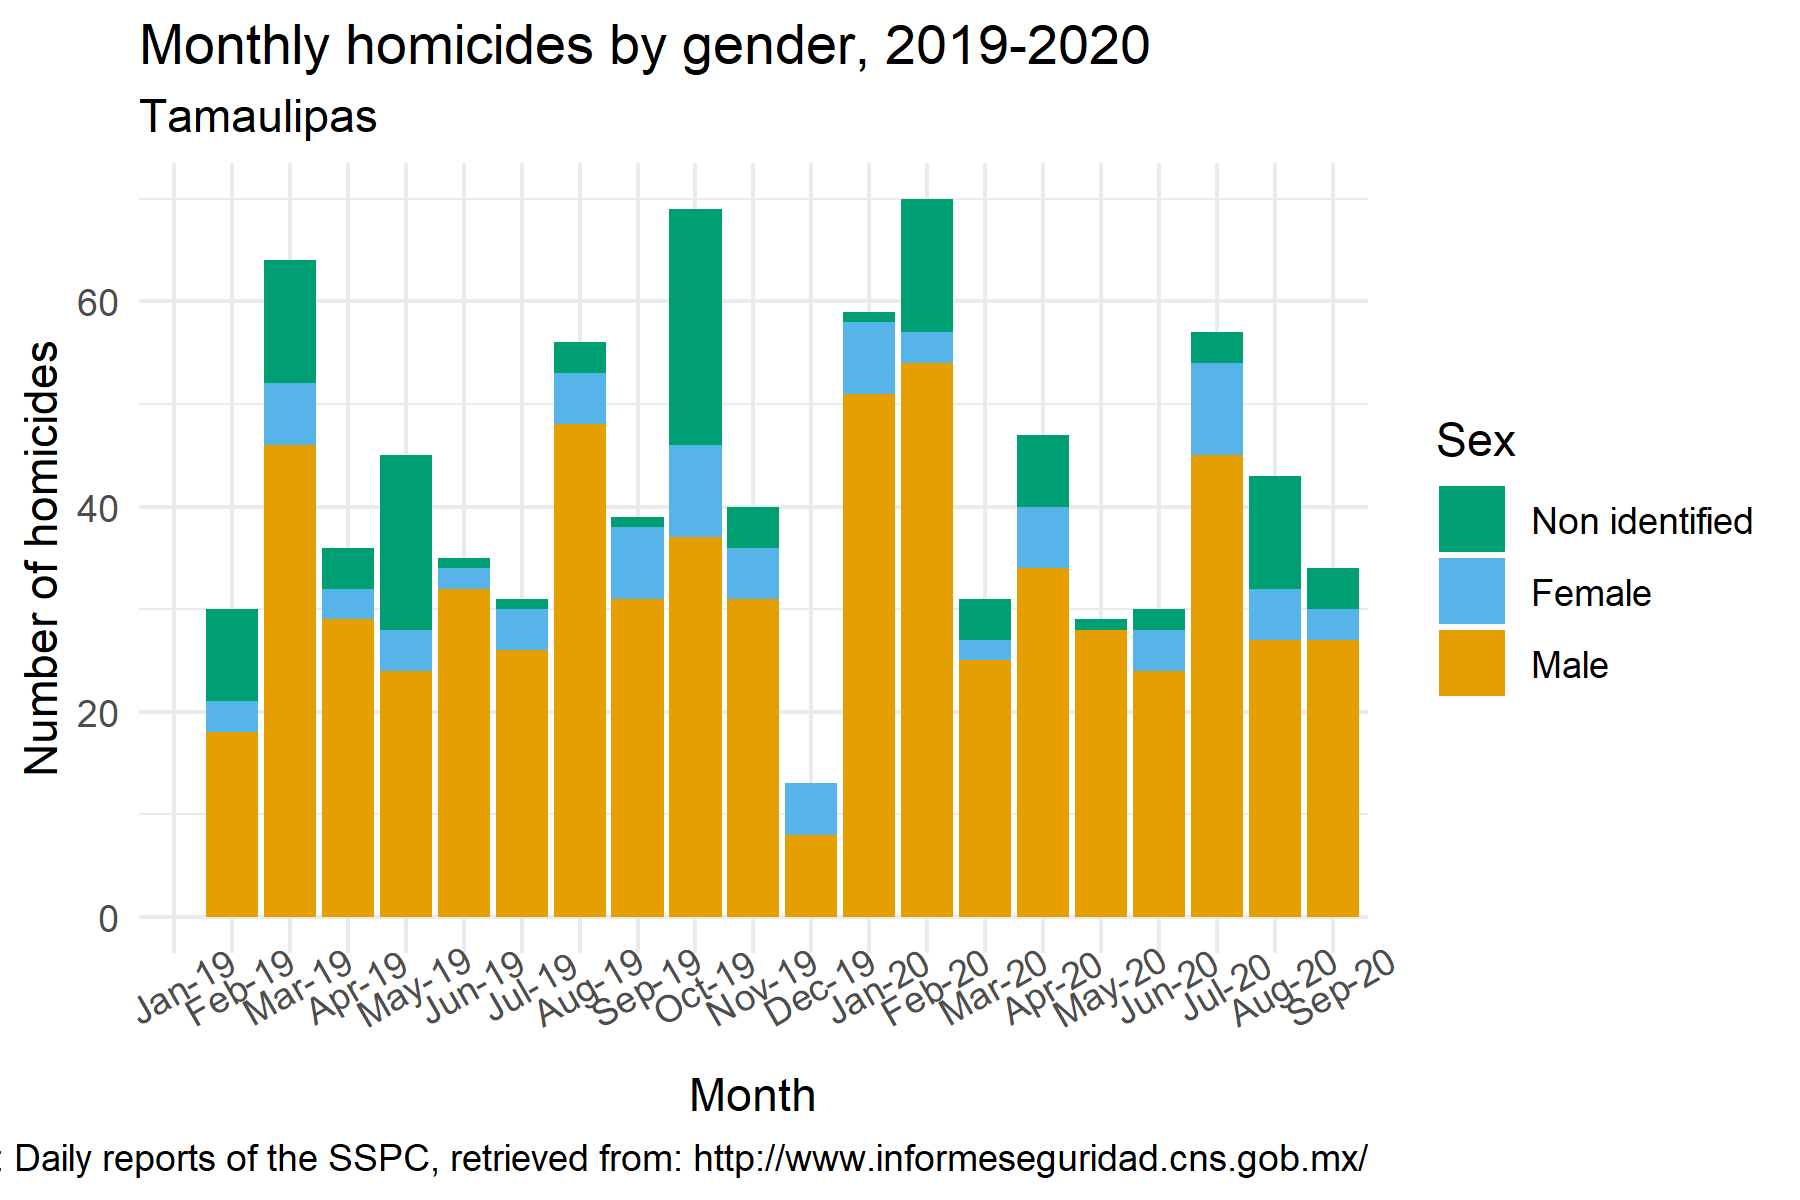 Monthly homicides by gender, 2019-2020
Tamaulipas
Number of homicides
60
40
20
0
Jan-19
Feb-19
Mar-19
Apr-19
May-19
Jun-19
Jul-19
Aug-19
Sep-19
Oct-19
Nov-19
Dec-19
Jan-20
Feb-20
Mar-20
Apr-20
May-20
Jun-20
Jul-20
Aug-20
Sep-20
Month
Sex
Non identified
Female
Male
: Daily reports of the SSPC, retrieved from: http://www.informeseguridad.cns.gob.mx/